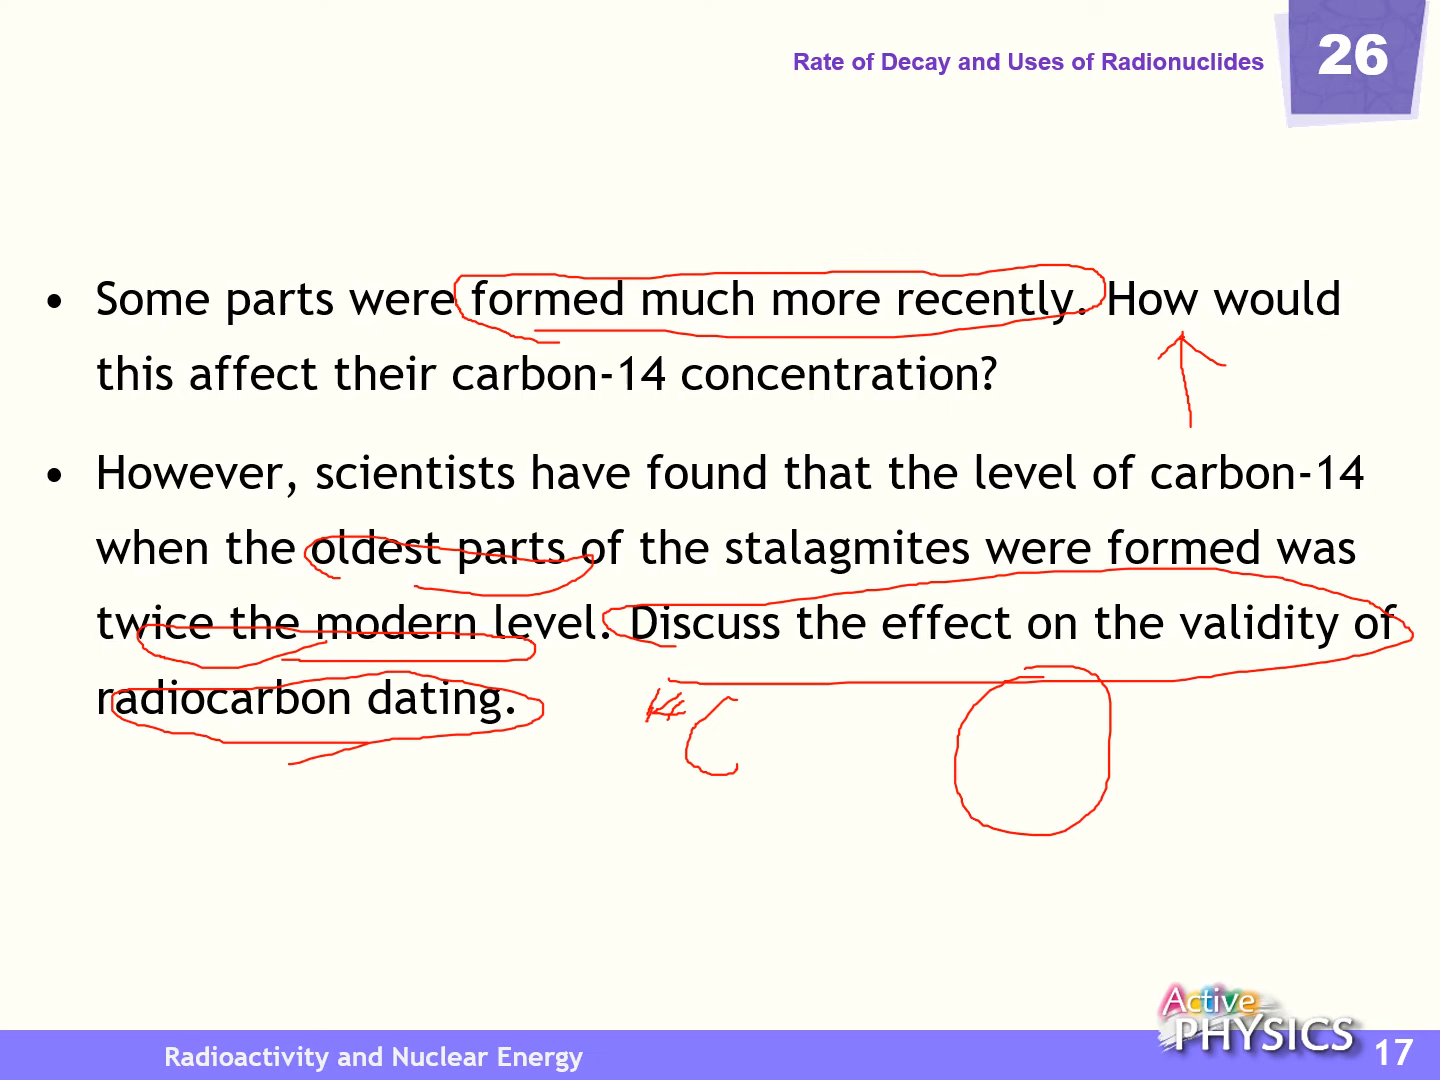 Rate of Decay and Uses of Radionuclides
26
• Some parts were formed much more recently. How would
this affect their carbon-14 concentration?
• However, scientists have found that the level of carbon-14
when the oldest parts of the stalagmites were formed was
twice the modern level. Discuss the effect on the validity of
radiocarbon dating.
14C
Radioactivity and Nuclear Energy
Active
PHYSICS
17